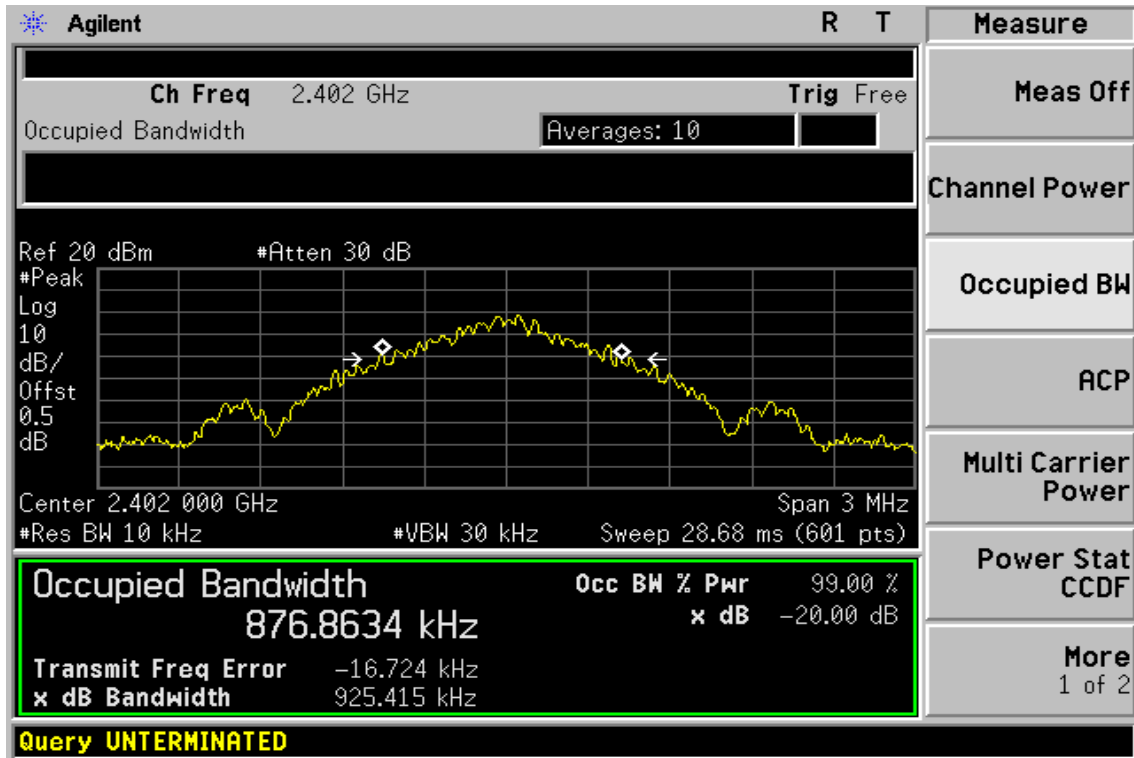 Agilent R T
Measure
Ch Freq 2.402 GHz Trig Free
Occupied Bandwidth Averages: 10
Ref 20 dBm #Atten 30 dB
#Peak
Log
10
dB/
Offst
0.5
dB
Center 2.402 000 GHz Span 3 MHz
#Res BW 10 kHz #VBW 30 kHz Sweep 28.68 ms (601 pts)
Occupied Bandwidth
876.8634 kHz
Occ BW % Pwr 99.00 %
x dB -20.00 dB
Transmit Freq Error -16.724 kHz
x dB Bandwidth 925.415 kHz
Query UNTERMINATED
Meas Off
Channel Power
Occupied BW
ACP
Multi Carrier
Power
Power Stat
CCDF
More
1 of 2